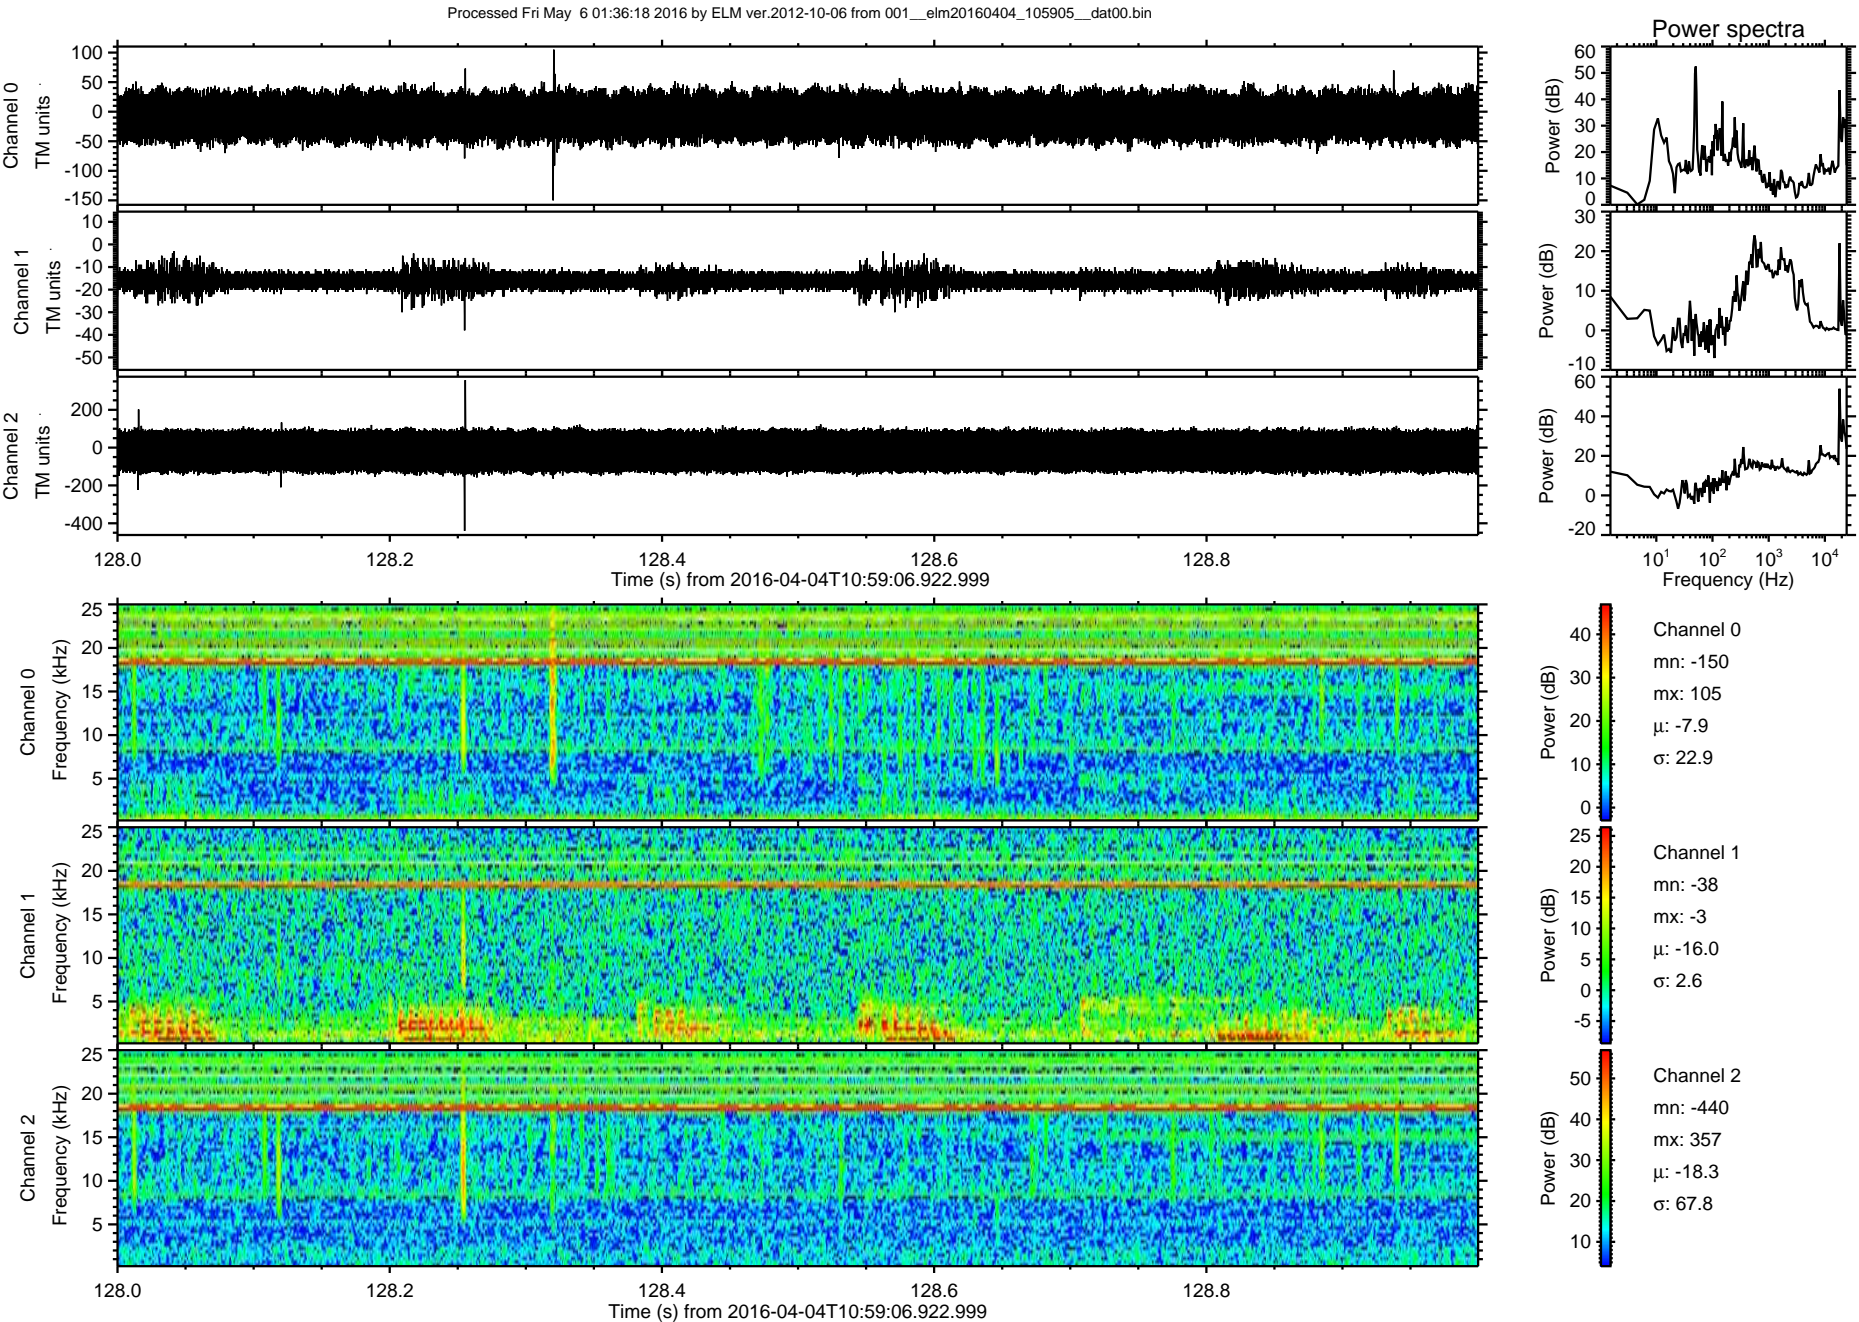 Processed Fri May  6 01:36:18 2016 by ELM ver.2012-10-06 from 001__elm20160404_105905__dat00.bin
Power spectra
Channel 0
TM units
100
50
0
-50
-100
-150
Power (dB)
60
50
40
30
20
10
0
Channel 1
TM units
10
0
-10
-20
-30
-40
-50
Power (dB)
30
20
10
0
-10
Channel 2
TM units
200
0
-200
-400
Power (dB)
60
40
20
0
-20
128.0 128.2 128.4 128.6 128.8
Time (s) from 2016-04-04T10:59:06.922.999
10^1 10^2 10^3 10^4
Frequency (Hz)
Channel 0
Frequency (kHz)
25
20
15
10
5
Power (dB)
40
30
20
10
0
Channel 0
mn: -150
mx: 105
μ: -7.9
σ: 22.9
Channel 1
Frequency (kHz)
25
20
15
10
5
Power (dB)
25
20
15
10
5
0
-5
Channel 1
mn: -38
mx: -3
μ: -16.0
σ: 2.6
Channel 2
Frequency (kHz)
25
20
15
10
5
Power (dB)
50
40
30
20
10
Channel 2
mn: -440
mx: 357
μ: -18.3
σ: 67.8
128.0 128.2 128.4 128.6 128.8
Time (s) from 2016-04-04T10:59:06.922.999